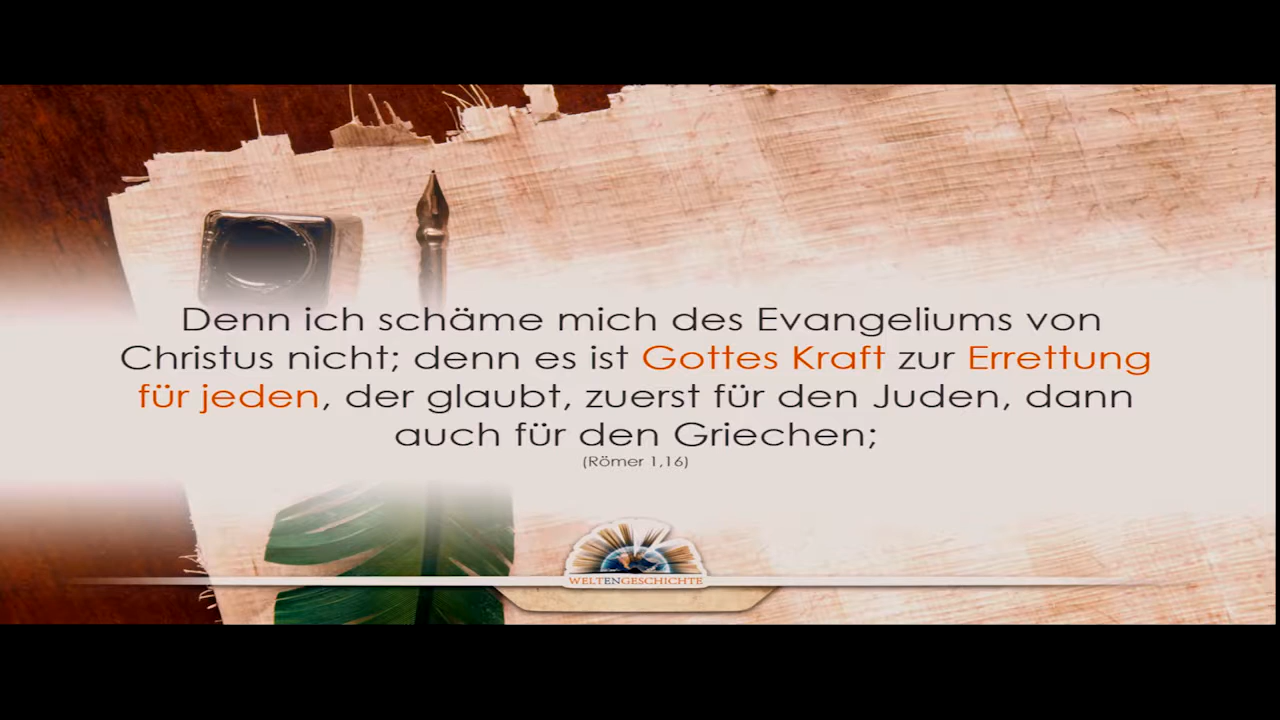 Denn ich schäme mich des Evangeliums von
Christus nicht; denn es ist Gottes Kraft zur Errettung
für jeden, der glaubt, zuerst für den Juden, dann
auch für den Griechen;
(Römer 1,16)
WELTENGESCHICHTE